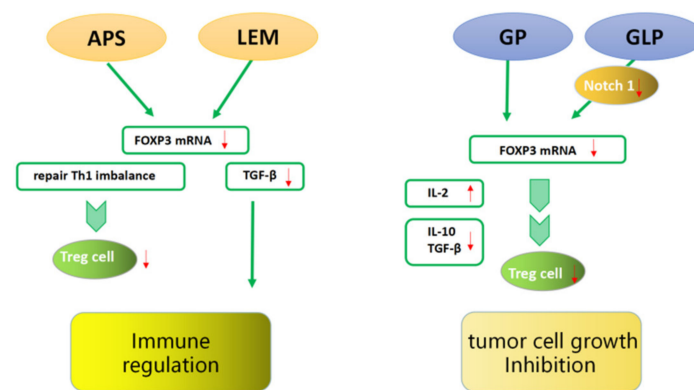 APS
LEM
FOXP3 mRNA
repair Th1 imbalance
TGF-β
Treg cell
Immune
regulation
GP
GLP
Notch 1
FOXP3 mRNA
IL-2
IL-10
TGF-β
Treg cell
tumor cell growth
Inhibition